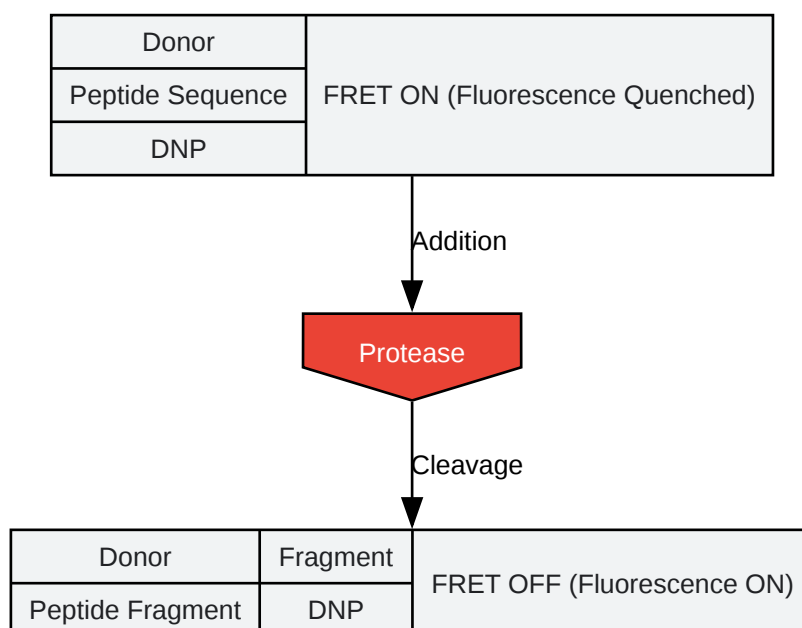 Donor
Peptide Sequence
DNP
FRET ON (Fluorescence Quenched)
Addition
Protease
Cleavage
Donor
Peptide Fragment
Fragment
DNP
FRET OFF (Fluorescence ON)